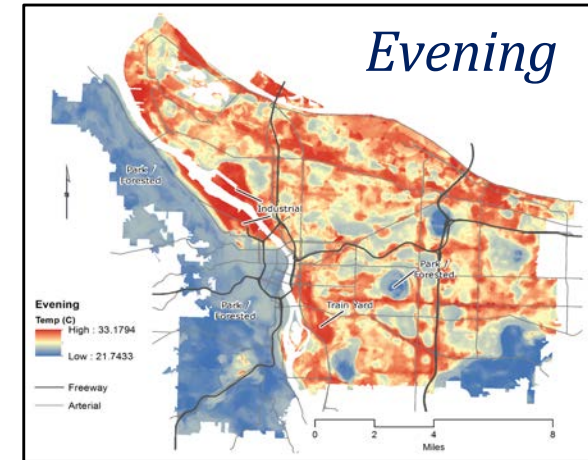 Evening
Park /
Forested
Industrial
Park /
Forested
Park /
Forested
Train Yard
Evening
Temp (C)
High : 33.1794
Low : 21.7433
Freeway
Arterial
0 2 4 8
Miles